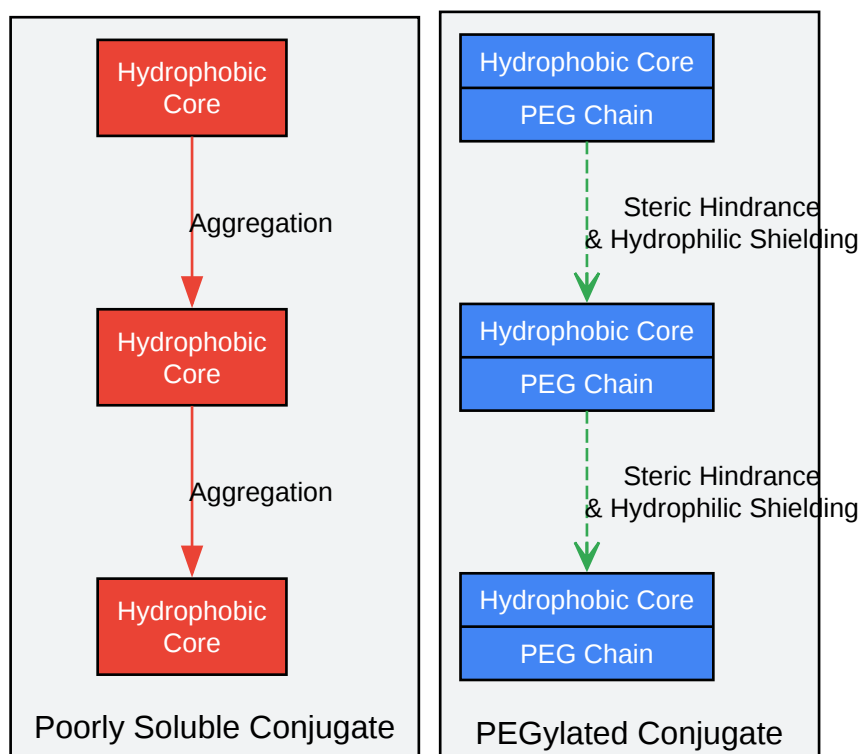 Hydrophobic
Core
Aggregation
Hydrophobic
Core
Aggregation
Hydrophobic
Core
Poorly Soluble Conjugate
Hydrophobic Core
PEG Chain
Steric Hindrance
& Hydrophilic Shielding
Hydrophobic Core
PEG Chain
Steric Hindrance
& Hydrophilic Shielding
Hydrophobic Core
PEG Chain
PEGylated Conjugate